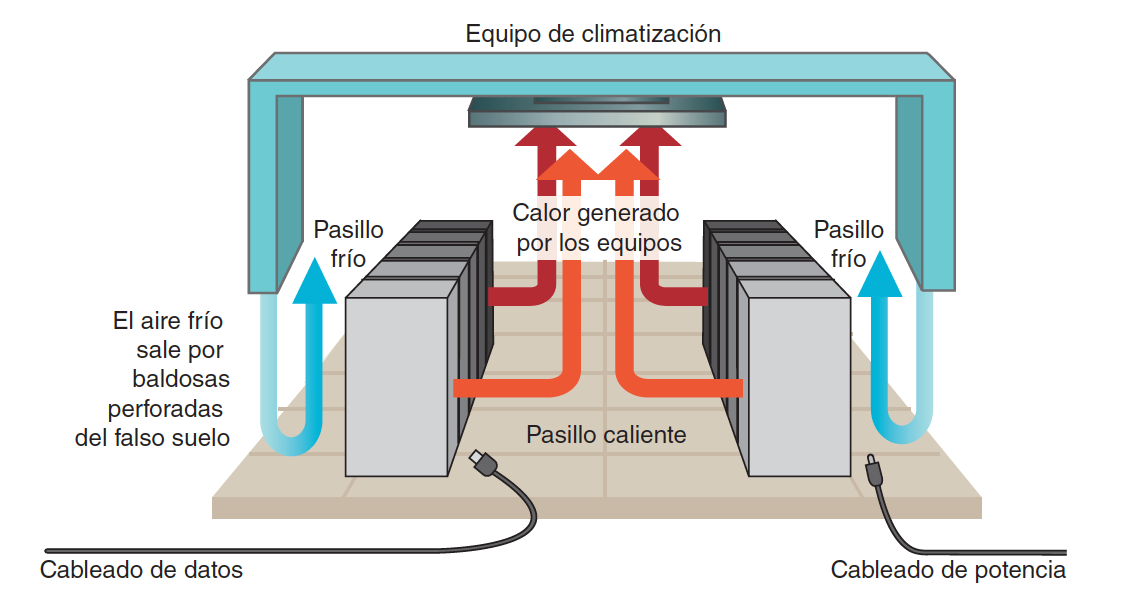 Equipo de climatización
Pasillo
frío
Calor generado
por los equipos
Pasillo
frío
El aire frío
sale por
baldosas
perforadas
del falso suelo
Pasillo caliente
Cableado de datos
Cableado de potencia